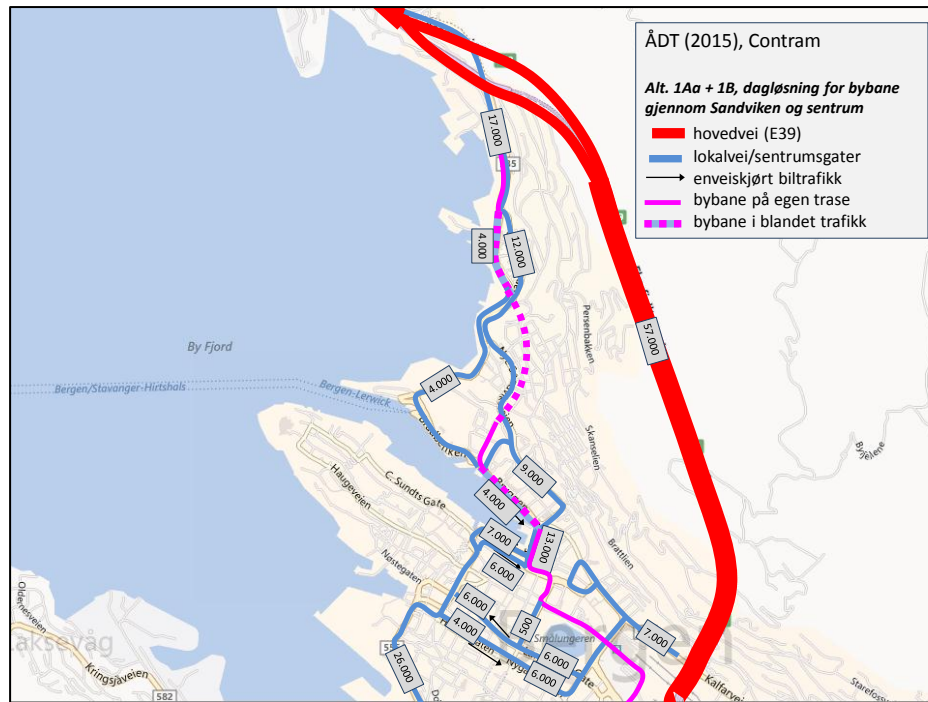 ÅDT (2015), Contram
Alt. 1Aa + 1B, dagløsning for bybane
gjennom Sandviken og sentrum
hovedvei (E39)
lokalvei/sentrumsgater
enveiskjørt biltrafikk
bybane på egen trase
bybane i blandet trafikk
17.000
4.000
12.000
57.000
Persenbakken
By Fjord
Bergen/Stavanger-Hirtshals
Bergen-Lerwick
4.000
Skanselien
Haugeveien
C. Sundts Gate
9.000
4.000
13.000
7.000
6.000
Brattlien
Nøstegaten
6.000
4.000
500
Smålungeren
6.000
6.000
7.000
26.000
Kringsjåveien
582
Kalfarvei